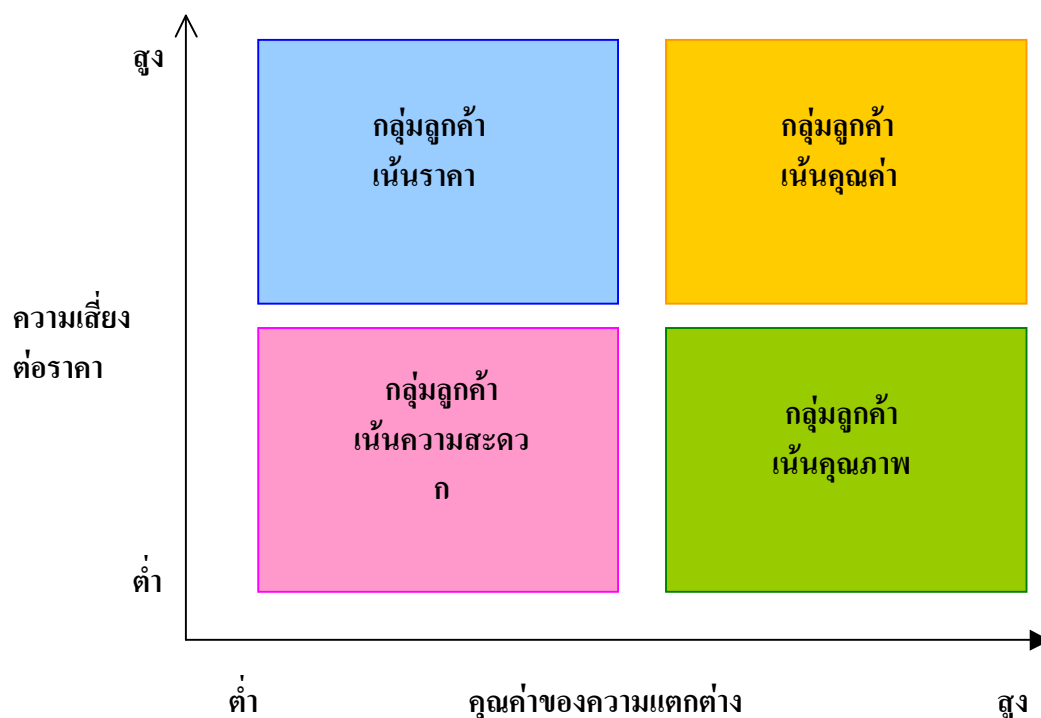 สูง
กลุ่มลูกค้า
เน้นราคา
กลุ่มลูกค้า
เน้นคุณค่า
ความเสี่ยง
ต่อราคา
กลุ่มลูกค้า
เน้นความสะดว
ก
กลุ่มลูกค้า
เน้นคุณภาพ
ต่ำ
ต่ำ
คุณค่าของความแตกต่าง
สูง